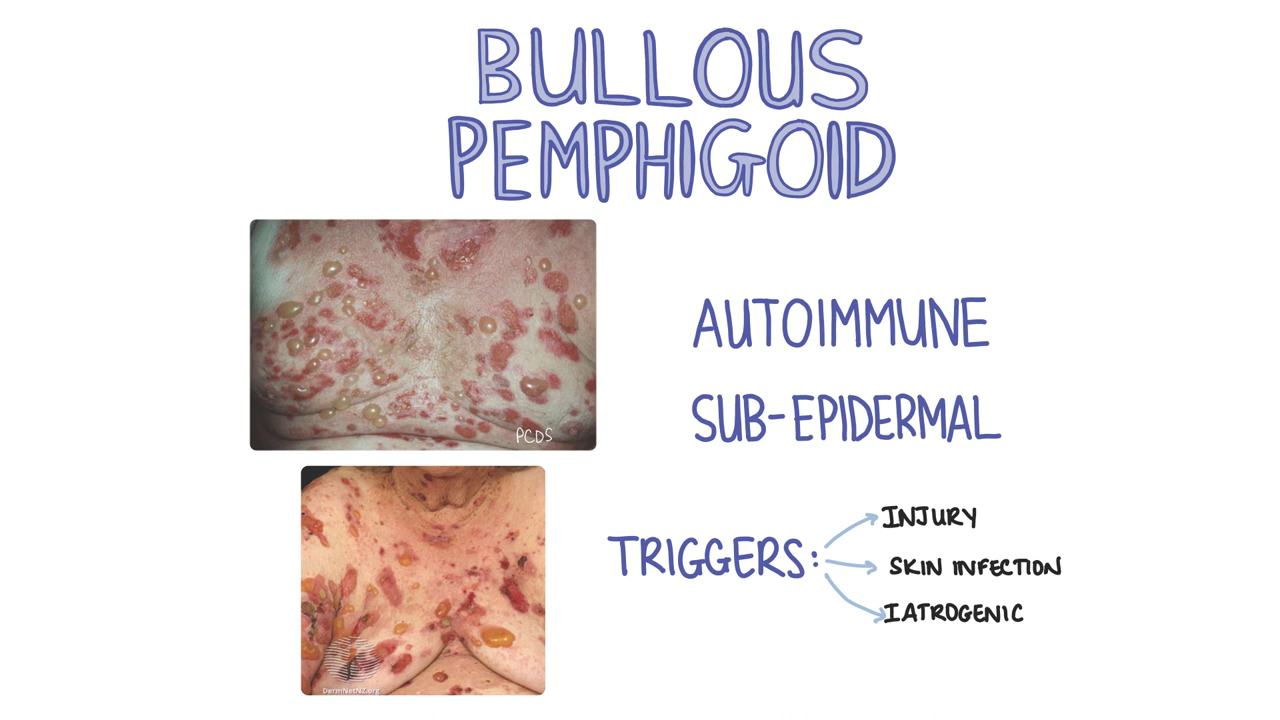 BULLOUS
PEMPHIGOID
AUTOIMMUNE
SUB-EPIDERMAL
PCDS
TRIGGERS:
INJURY
SKIN INFECTION
IATROGENIC
DermNetNZ.org